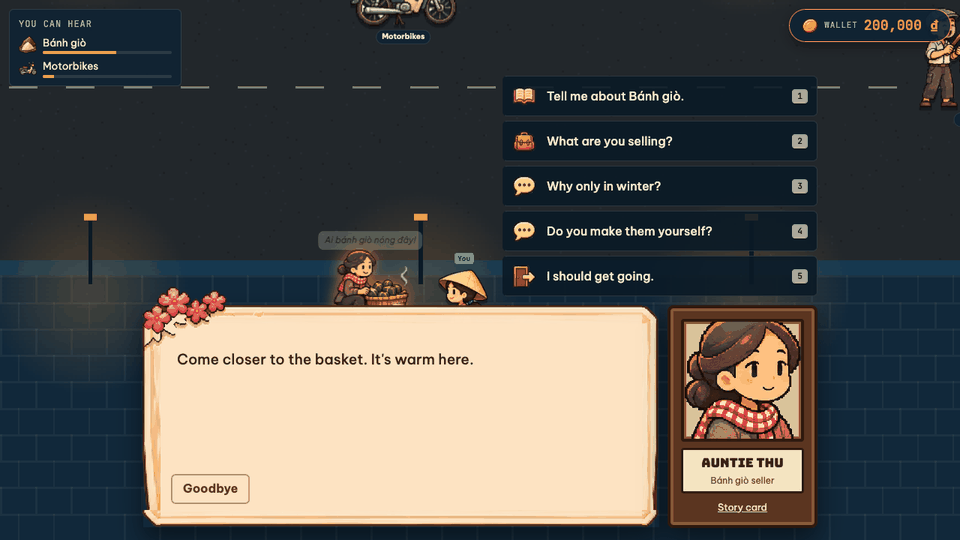 YOU CAN HEAR
Bánh giò
Motorbikes
Motorbikes
WALLET 200,000 ₫
Tell me about Bánh giò. 1
What are you selling? 2
Why only in winter? 3
Do you make them yourself? 4
I should get going. 5
Ai bánh giò nóng đây!
You
Come closer to the basket. It's warm here.
Goodbye
AUNTIE THU
Bánh giò seller
Story card